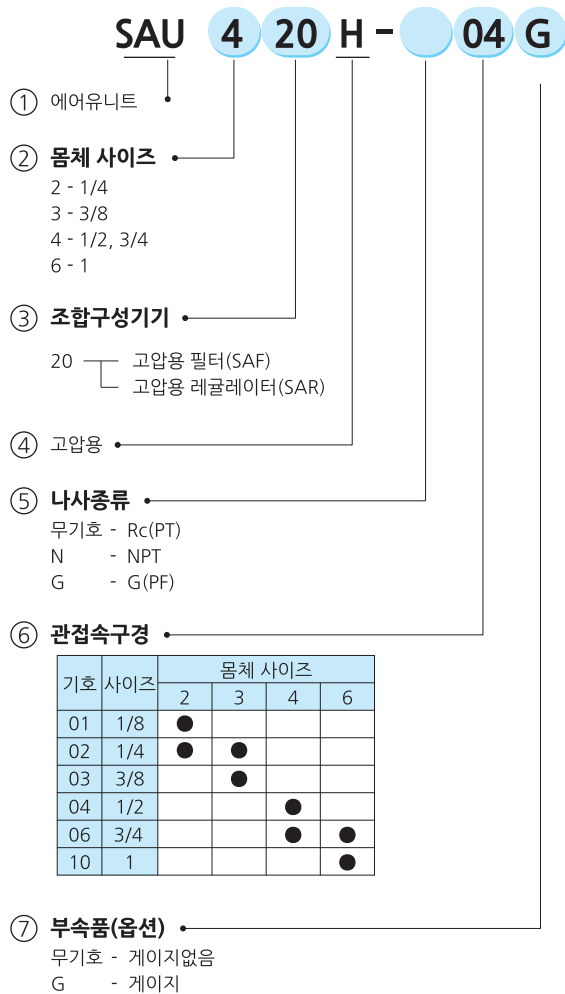 SAU 4 20 H - 04 G
① 에어유니트
② 몸체 사이즈
2 - 1/4
3 - 3/8
4 - 1/2, 3/4
6 - 1
③ 조합구성기기
20 고압용 필터(SAF)
고압용 레귤레이터(SAR)
④ 고압용
⑤ 나사종류
무기호 - Rc(PT)
N - NPT
G - G(PF)
⑥ 관접속구경
기호 사이즈 몸체 사이즈
2 3 4 6
01 1/8 ●
02 1/4 ● ●
03 3/8 ●
04 1/2 ●
06 3/4 ● ●
10 1 ●
⑦ 부속품(옵션)
무기호 - 게이지없음
G - 게이지